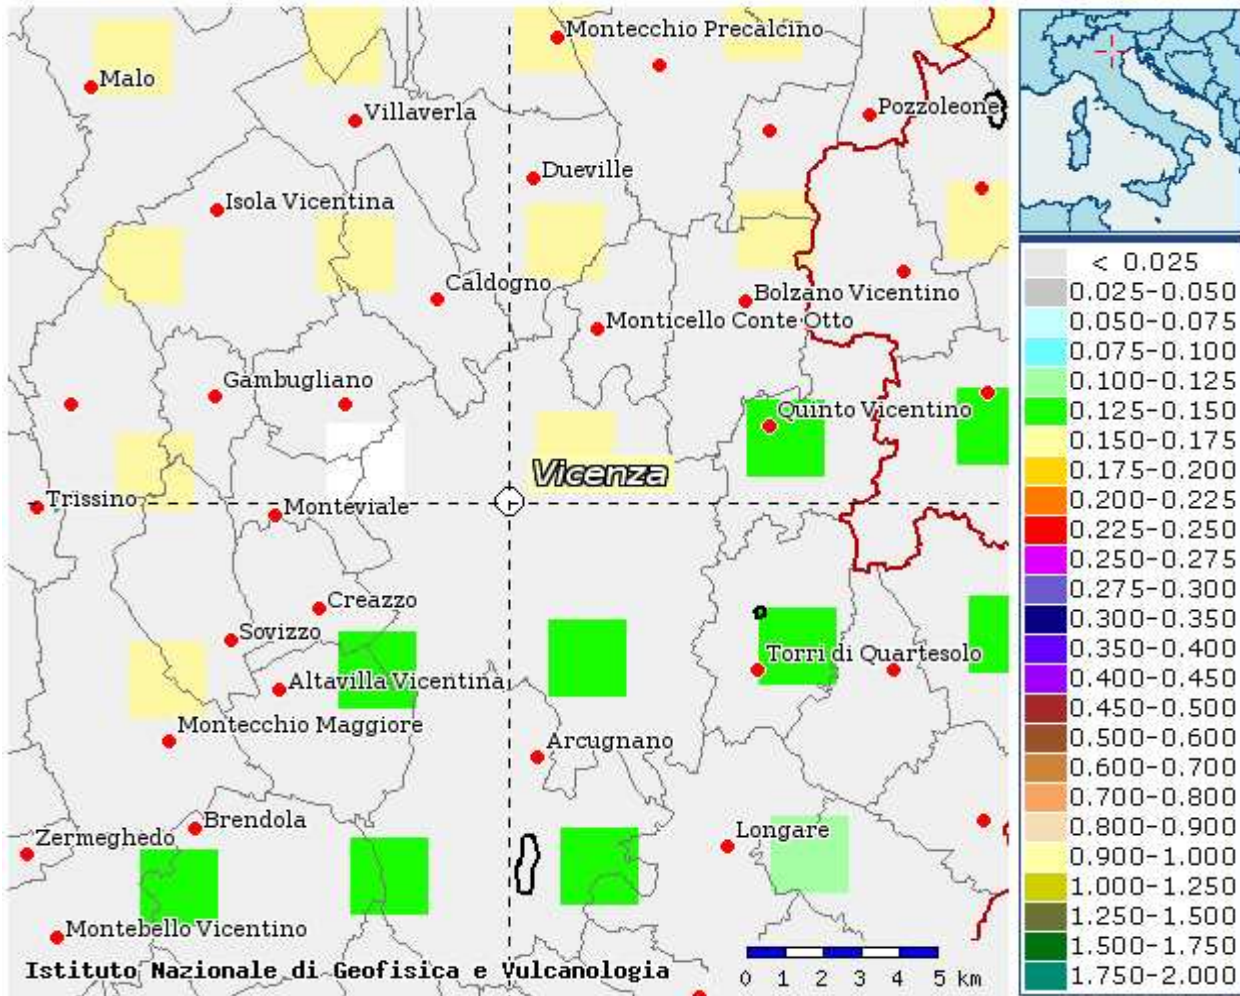 Montecchio Precalcino
Malo
Villaverla
Pozzoleone
Dueville
Isola Vicentina
Caldogno
Bolzano Vicentino
Monticello Conte Otto
Gambugliano
Quinto Vicentino
Vicenza
Trissino
Monteviale
Creazzo
Sovizzo
Torri di Quartesolo
Altavilla Vicentina
Montecchio Maggiore
Arcugnano
Brendola
Zermeghedo
Longare
Montebello Vicentino
Istituto Nazionale di Geofisica e Vulcanologia
0 1 2 3 4 5 km
< 0.025
0.025-0.050
0.050-0.075
0.075-0.100
0.100-0.125
0.125-0.150
0.150-0.175
0.175-0.200
0.200-0.225
0.225-0.250
0.250-0.275
0.275-0.300
0.300-0.350
0.350-0.400
0.400-0.450
0.450-0.500
0.500-0.600
0.600-0.700
0.700-0.800
0.800-0.900
0.900-1.000
1.000-1.250
1.250-1.500
1.500-1.750
1.750-2.000